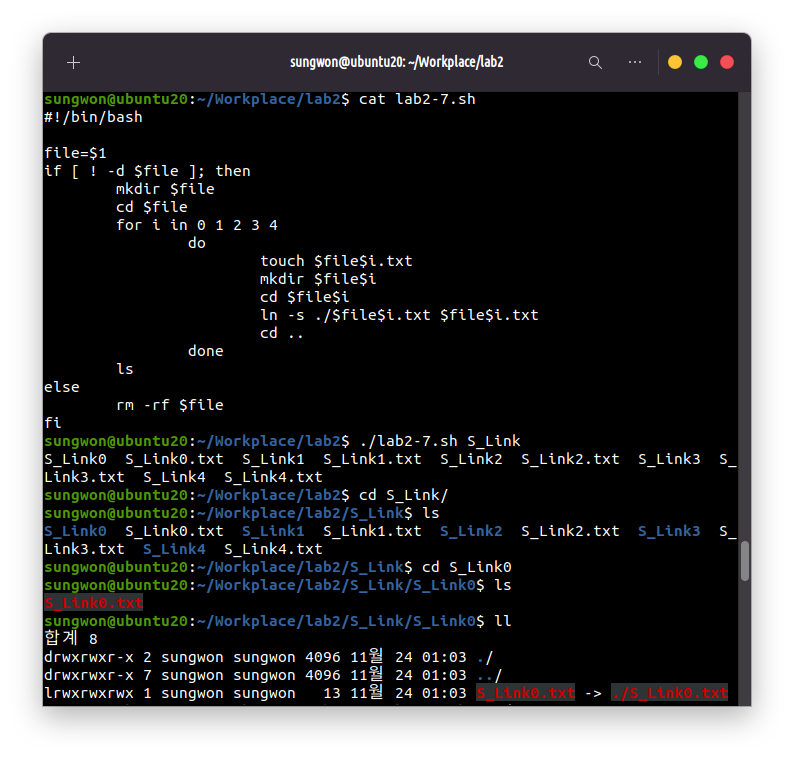 sungwon@ubuntu20: ~/Workplace/lab2
sungwon@ubuntu20:~/Workplace/lab2$ cat lab2-7.sh
#!/bin/bash
file=$1
if [ ! -d $file ]; then
mkdir $file
cd $file
for i in 0 1 2 3 4
do
touch $file$i.txt
mkdir $file$i
cd $file$i
ln -s ./$file$i.txt $file$i.txt
cd ..
done
ls
else
rm -rf $file
fi
sungwon@ubuntu20:~/Workplace/lab2$ ./lab2-7.sh S_Link
S_Link0  S_Link0.txt  S_Link1  S_Link1.txt  S_Link2  S_Link2.txt  S_Link3  S_
Link3.txt  S_Link4  S_Link4.txt
sungwon@ubuntu20:~/Workplace/lab2$ cd S_Link/
sungwon@ubuntu20:~/Workplace/lab2/S_Link$ ls
S_Link0  S_Link0.txt  S_Link1  S_Link1.txt  S_Link2  S_Link2.txt  S_Link3  S_
Link3.txt  S_Link4  S_Link4.txt
sungwon@ubuntu20:~/Workplace/lab2/S_Link$ cd S_Link0
sungwon@ubuntu20:~/Workplace/lab2/S_Link/S_Link0$ ls
S_Link0.txt
sungwon@ubuntu20:~/Workplace/lab2/S_Link/S_Link0$ ll
합계 8
drwxrwxr-x 2 sungwon sungwon 4096 11월 24 01:03 ./
drwxrwxr-x 7 sungwon sungwon 4096 11월 24 01:03 ../
lrwxrwxrwx 1 sungwon sungwon   13 11월 24 01:03 S_Link0.txt -> ./S_Link0.txt